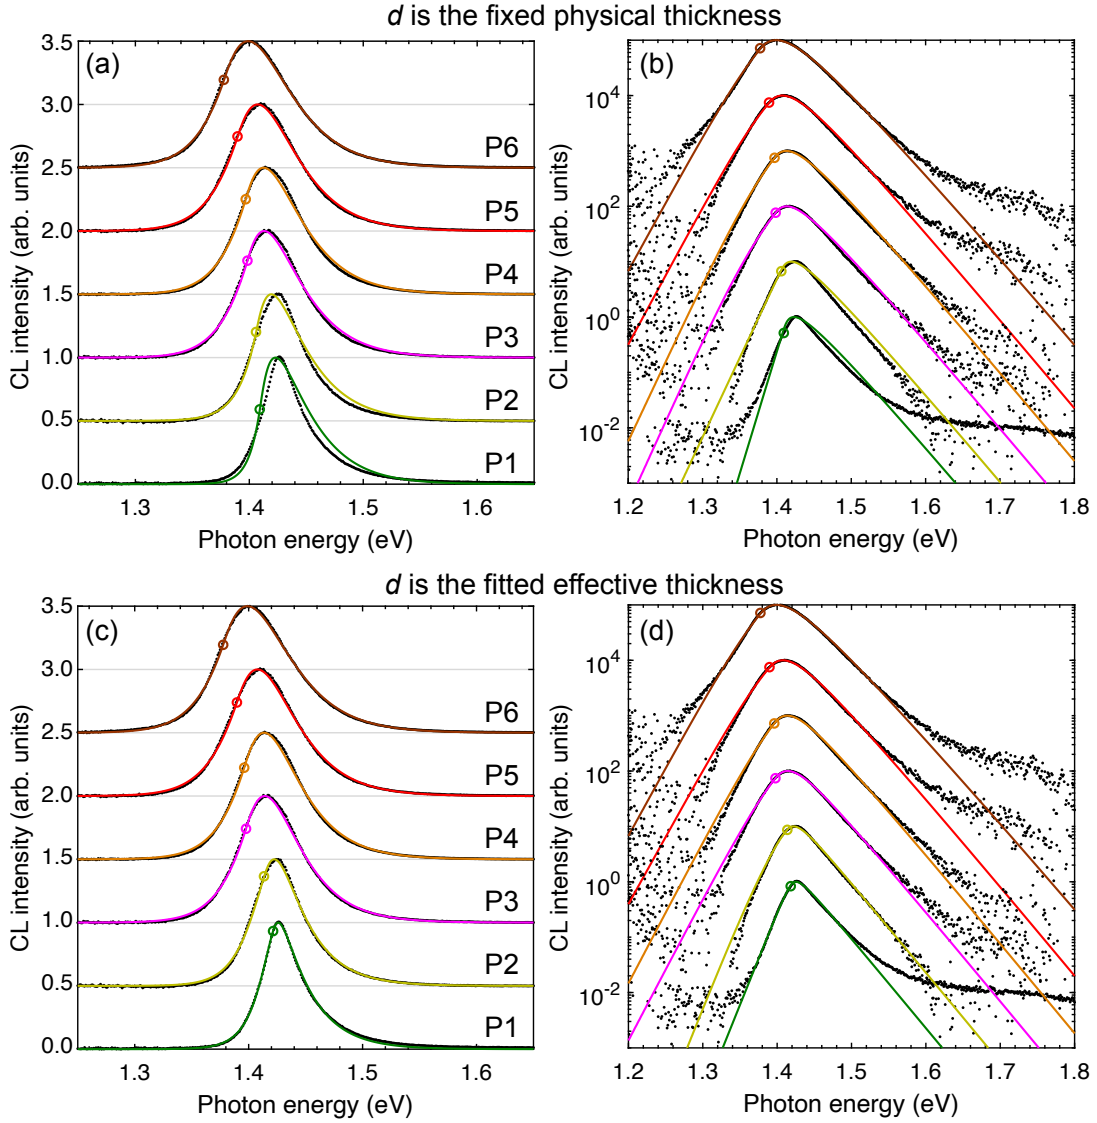 d is the fixed physical thickness
(a)
CL intensity (arb. units)
3.5
3.0
2.5
2.0
1.5
1.0
0.5
0.0
P6
P5
P4
P3
P2
P1
1.3 1.4 1.5 1.6
Photon energy (eV)
(b)
CL intensity (arb. units)
10^4
10^2
10^0
10^-2
1.2 1.3 1.4 1.5 1.6 1.7 1.8
Photon energy (eV)
d is the fitted effective thickness
(c)
CL intensity (arb. units)
3.5
3.0
2.5
2.0
1.5
1.0
0.5
0.0
P6
P5
P4
P3
P2
P1
1.3 1.4 1.5 1.6
Photon energy (eV)
(d)
CL intensity (arb. units)
10^4
10^2
10^0
10^-2
1.2 1.3 1.4 1.5 1.6 1.7 1.8
Photon energy (eV)